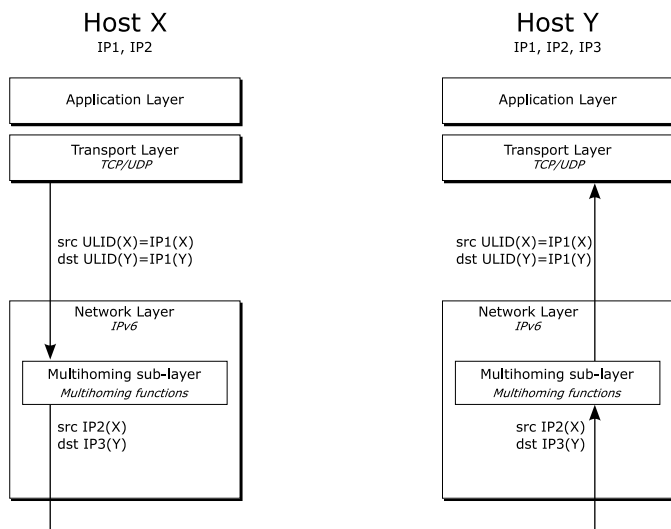 Host X
IP1, IP2
Application Layer
Transport Layer
TCP/UDP
src ULID(X)=IP1(X)
dst ULID(Y)=IP1(Y)
Network Layer
IPv6
Multihoming sub-layer
Multihoming functions
src IP2(X)
dst IP3(Y)
Host Y
IP1, IP2, IP3
Application Layer
Transport Layer
TCP/UDP
src ULID(X)=IP1(X)
dst ULID(Y)=IP1(Y)
Network Layer
IPv6
Multihoming sub-layer
Multihoming functions
src IP2(X)
dst IP3(Y)